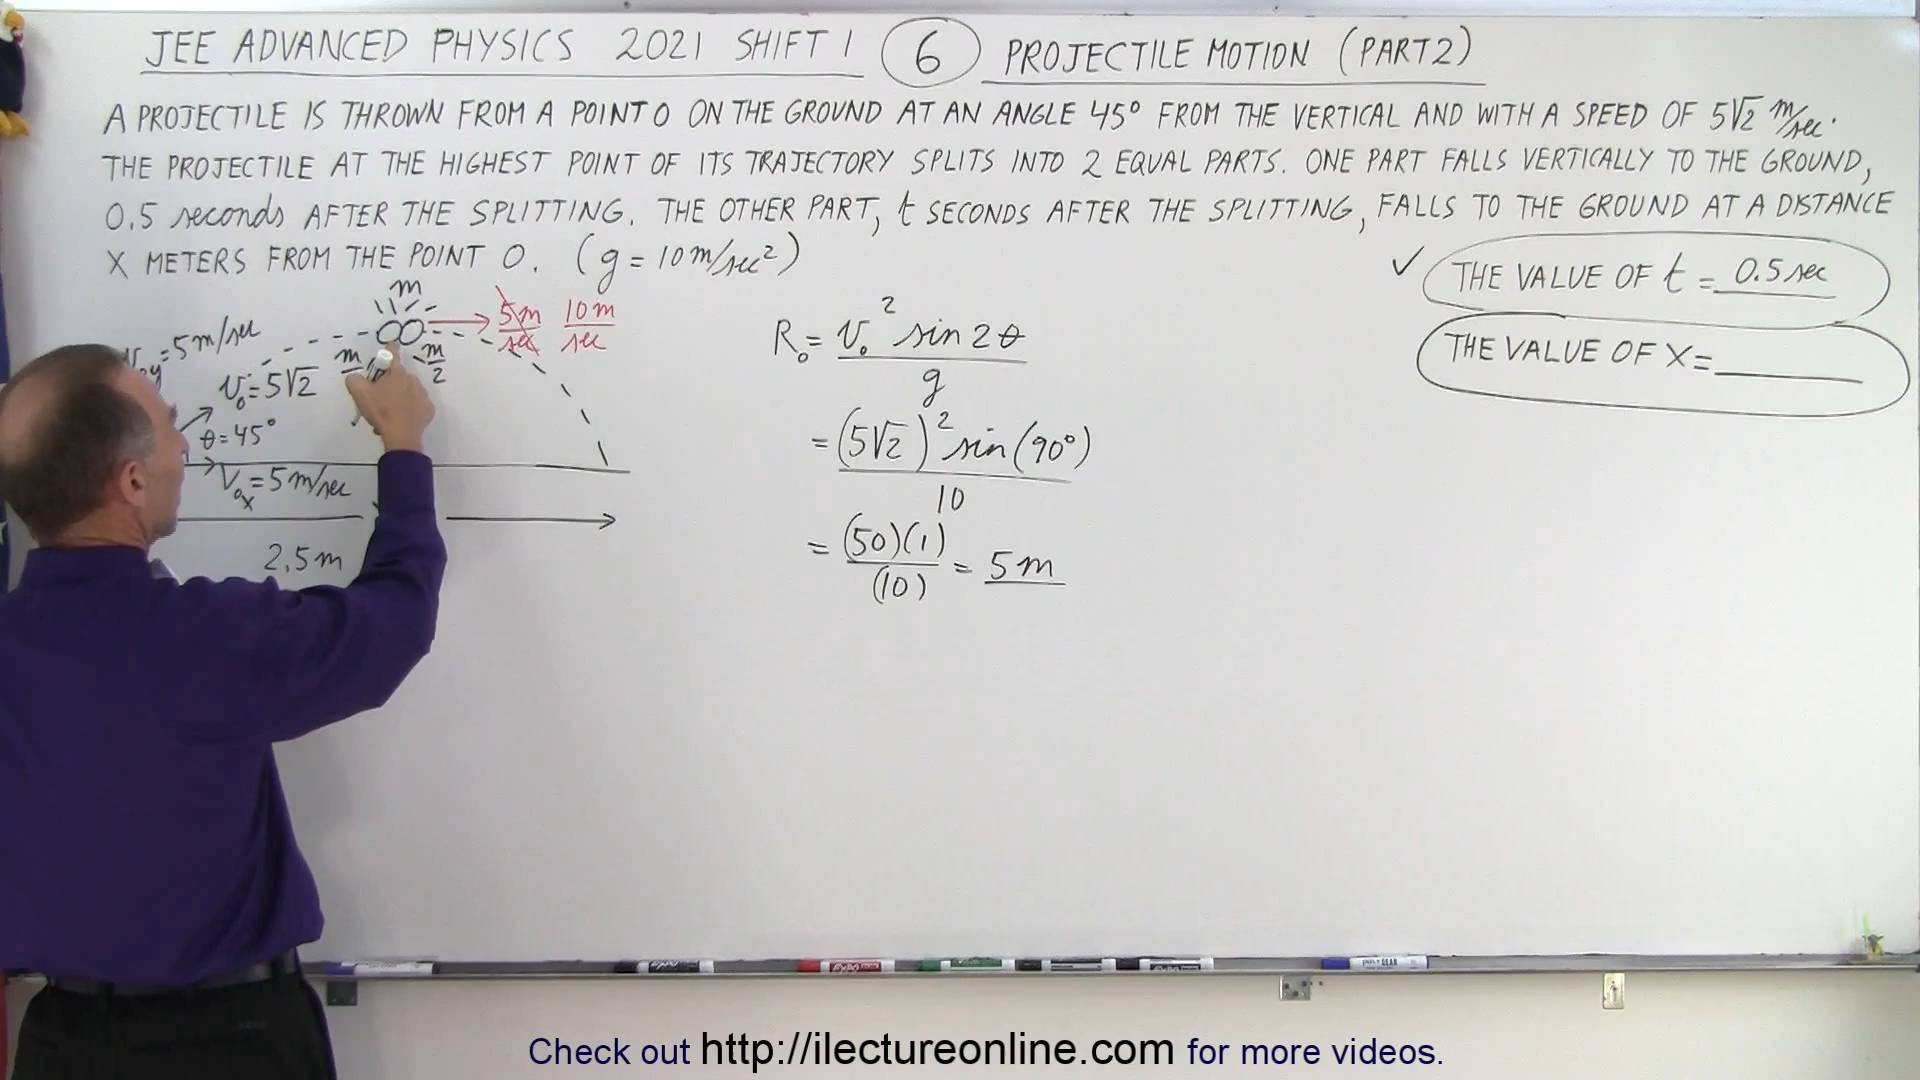 JEE ADVANCED PHYSICS 2021 SHIFT 1 6 PROJECTILE MOTION (PART 2)
A PROJECTILE IS THROWN FROM A POINT O ON THE GROUND AT AN ANGLE 45° FROM THE VERTICAL AND WITH A SPEED OF 5√2 m/sec.
THE PROJECTILE AT THE HIGHEST POINT OF ITS TRAJECTORY SPLITS INTO 2 EQUAL PARTS. ONE PART FALLS VERTICALLY TO THE GROUND,
0.5 seconds AFTER THE SPLITTING. THE OTHER PART, t SECONDS AFTER THE SPLITTING, FALLS TO THE GROUND AT A DISTANCE
X METERS FROM THE POINT O. (g = 10 m/sec²)
✓ THE VALUE OF t = 0.5 sec
THE VALUE OF X =
m
=5 m/sec
5m/sec 10m/sec
m
m/2
v₀=5√2
θ=45°
V₀ₓ=5 m/sec
2.5 m
R₀ = v₀² sin 2θ / g
= (5√2)² sin(90°) / 10
= (50)(1) / (10) = 5 m
Check out http://ilectureonline.com for more videos.